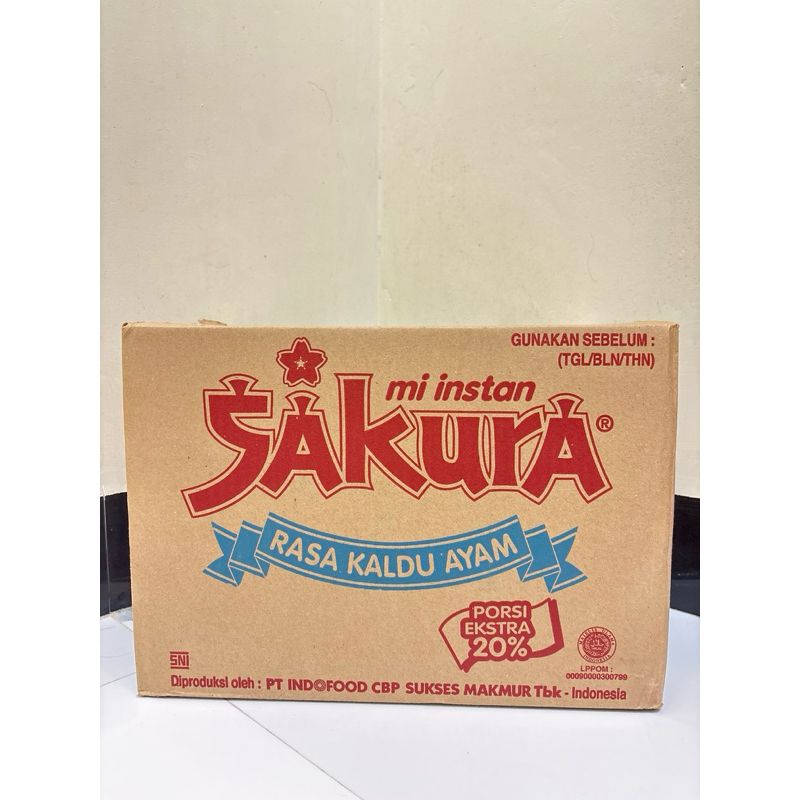 GUNAKAN SEBELUM :
(TGL/BLN/THN)
mi instan
SAkurA®
RASA KALDU AYAM
PORSI
EKSTRA
20%
SNI
LPPOM :
00090000300799
Diproduksi oleh : PT INDOFOOD CBP SUKSES MAKMUR Tbk - Indonesia